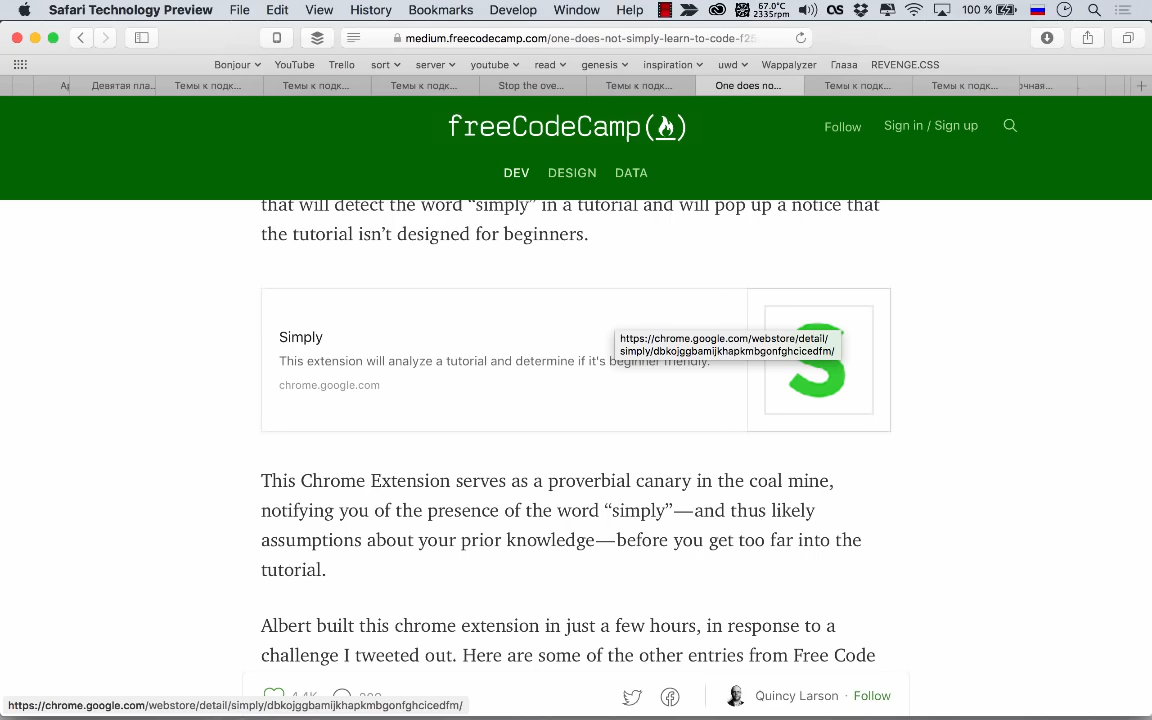 Safari Technology Preview File Edit View History Bookmarks Develop Window Help 67.0°C 2335rpm 100 %
medium.freecodecamp.com/one-does-not-simply-learn-to-code-f25
Bonjour YouTube Trello sort server youtube read genesis inspiration uwd Wappalyzer Глаза REVENGE.CSS
Девятая пла... Темы к подк... Темы к подк... Темы к подк... Stop the ove... Темы к подк... One does no... Темы к подк... Темы к подк... очная...
freeCodeCamp
Follow Sign in / Sign up
DEV DESIGN DATA
that will detect the word “simply” in a tutorial and will pop up a notice that
the tutorial isn’t designed for beginners.
Simply
This extension will analyze a tutorial and determine if it's beginner friendly.
chrome.google.com
https://chrome.google.com/webstore/detail/
simply/dbkojggbamijkhapkmbgonfghcicedfm/
S
This Chrome Extension serves as a proverbial canary in the coal mine,
notifying you of the presence of the word “simply”—and thus likely
assumptions about your prior knowledge—before you get too far into the
tutorial.
Albert built this chrome extension in just a few hours, in response to a
challenge I tweeted out. Here are some of the other entries from Free Code
Quincy Larson · Follow
https://chrome.google.com/webstore/detail/simply/dbkojggbamijkhapkmbgonfghcicedfm/